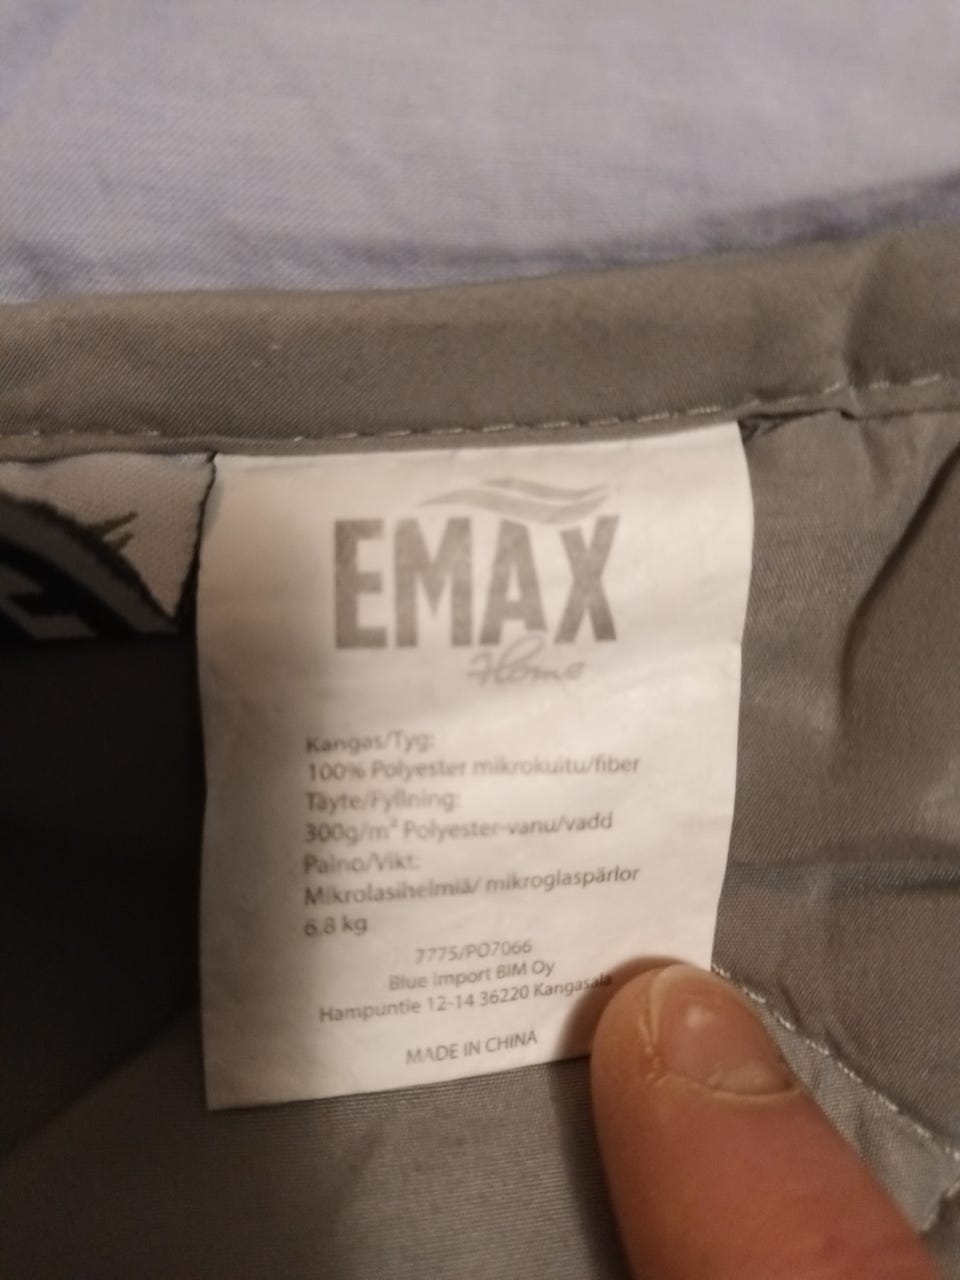 EMAX
Home
Kangas/Tyg:
100% Polyester mikrokuitu/fiber
Täyte/Fyllning:
300g/m² Polyester-vanu/vadd
Paino/Vikt:
Mikrolasihelmiä/ mikroglaspärlor
6.8 kg
7775/PO7066
Blue Import BIM Oy
Hampuntie 12-14 36220 Kangasala
MADE IN CHINA